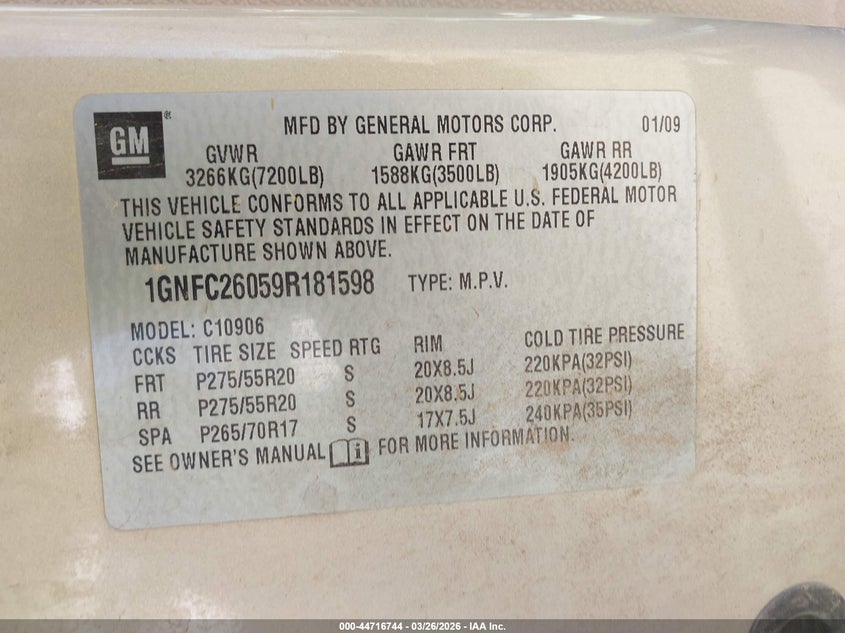 GM®
MFD BY GENERAL MOTORS CORP. 01/09
GVWR GAWR FRT GAWR RR
3266KG(7200LB) 1588KG(3500LB) 1905KG(4200LB)
THIS VEHICLE CONFORMS TO ALL APPLICABLE U.S. FEDERAL MOTOR
VEHICLE SAFETY STANDARDS IN EFFECT ON THE DATE OF
MANUFACTURE SHOWN ABOVE.
1GNFC26059R181598 TYPE: M.P.V.
MODEL: C10906
CCKS TIRE SIZE SPEED RTG RIM COLD TIRE PRESSURE
FRT P275/55R20 S 20X8.5J 220KPA(32PSI)
RR P275/55R20 S 20X8.5J 220KPA(32PSI)
SPA P265/70R17 S 17X7.5J 240KPA(35PSI)
SEE OWNER'S MANUAL i FOR MORE INFORMATION.
000-44716744 - 03/26/2026 - IAA Inc.